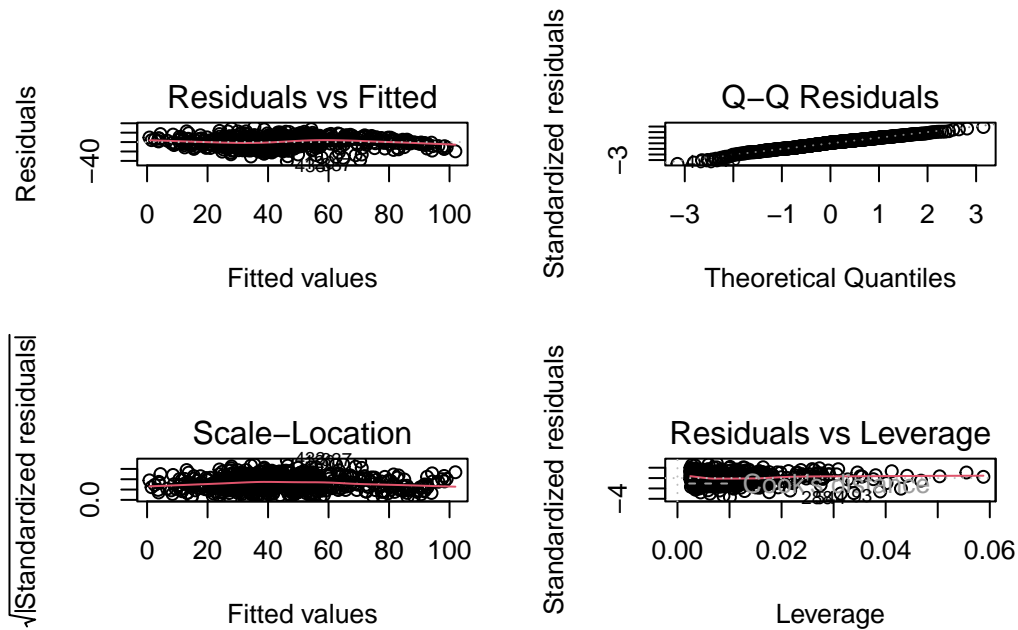 Residuals vs Fitted
Residuals
−40
0 20 40 60 80 100
Fitted values
Q−Q Residuals
Standardized residuals
−3
−3 −1 0 1 2 3
Theoretical Quantiles
Scale−Location
√|Standardized residuals|
0.0
0 20 40 60 80 100
Fitted values
Residuals vs Leverage
Standardized residuals
−4
Cook's distance
0.00 0.02 0.04 0.06
Leverage